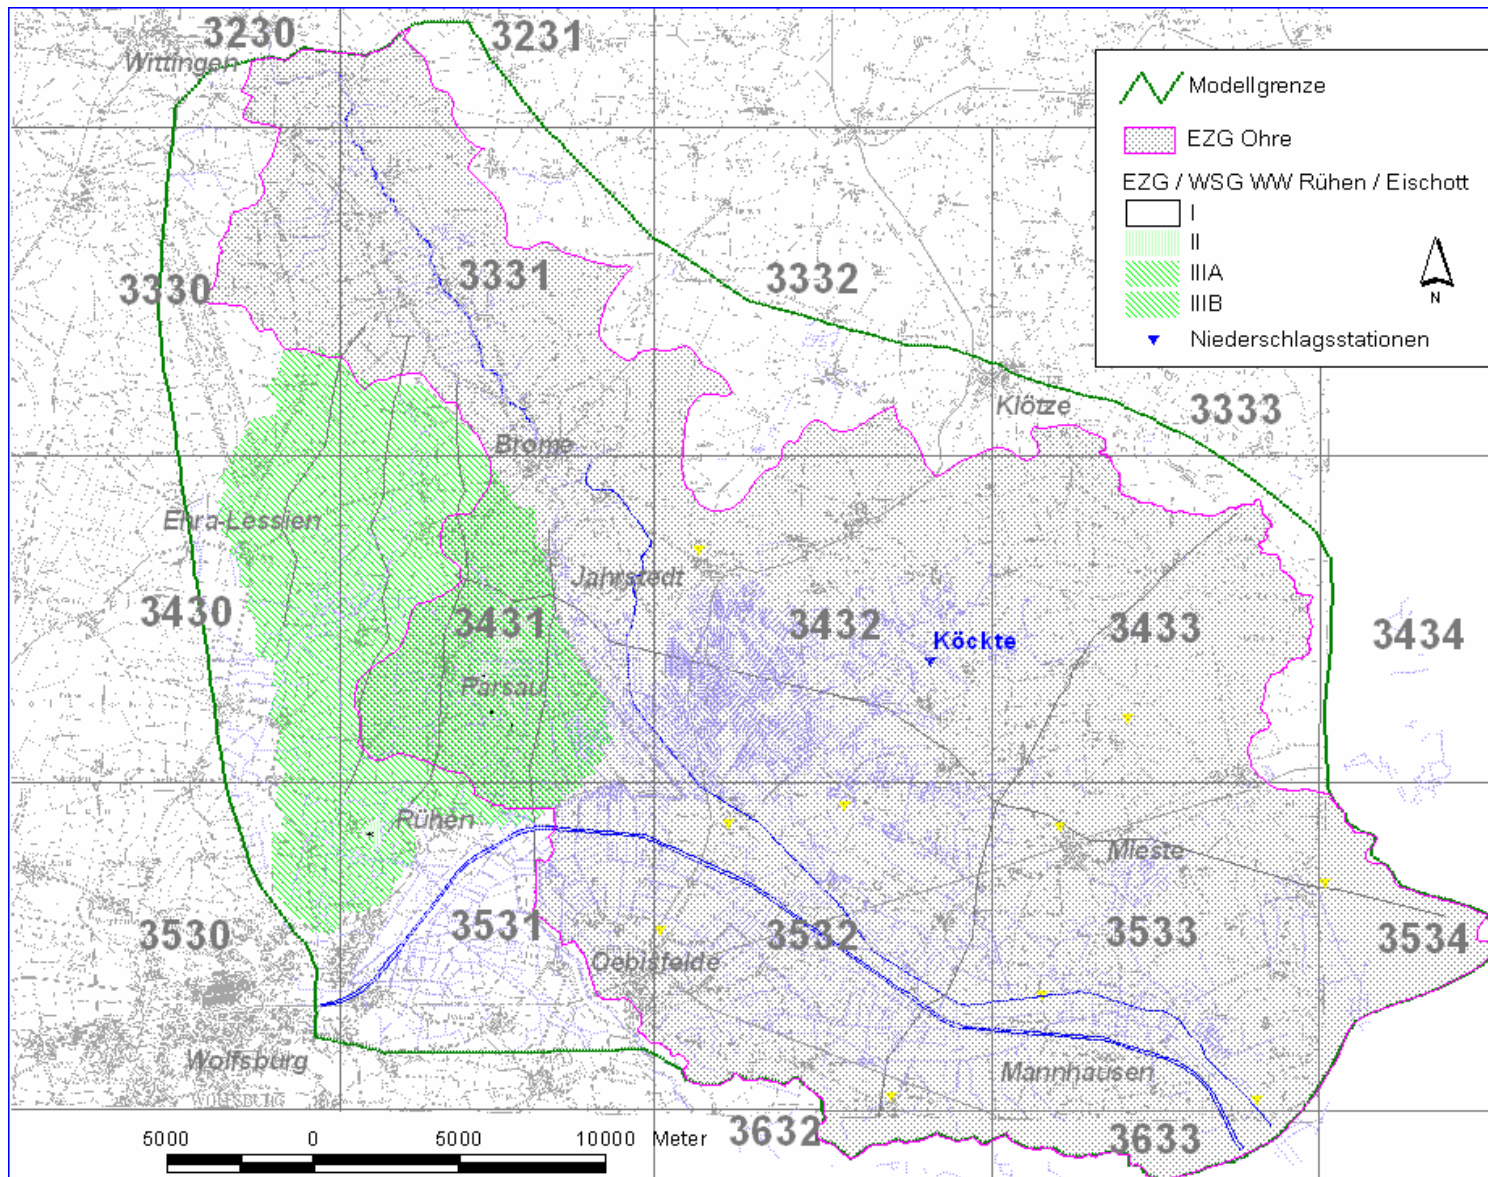 3230
3231
Wittingen
Modellgrenze
EZG Ohre
EZG / WSG WW Rühen / Eischott
I
II
IIIA
IIIB
Niederschlagsstationen
N
3330
3331
3332
3333
Klötze
Brome
Ehra-Lessien
Jahrstedt
3430
3431
3432
3433
3434
Köckte
Parsau
Rühen
Mieste
3530
3531
3532
3533
3534
Oebisfelde
Wolfsburg
WOLFSBURG
Mannhausen
3632
3633
5000 0 5000 10000 Meter